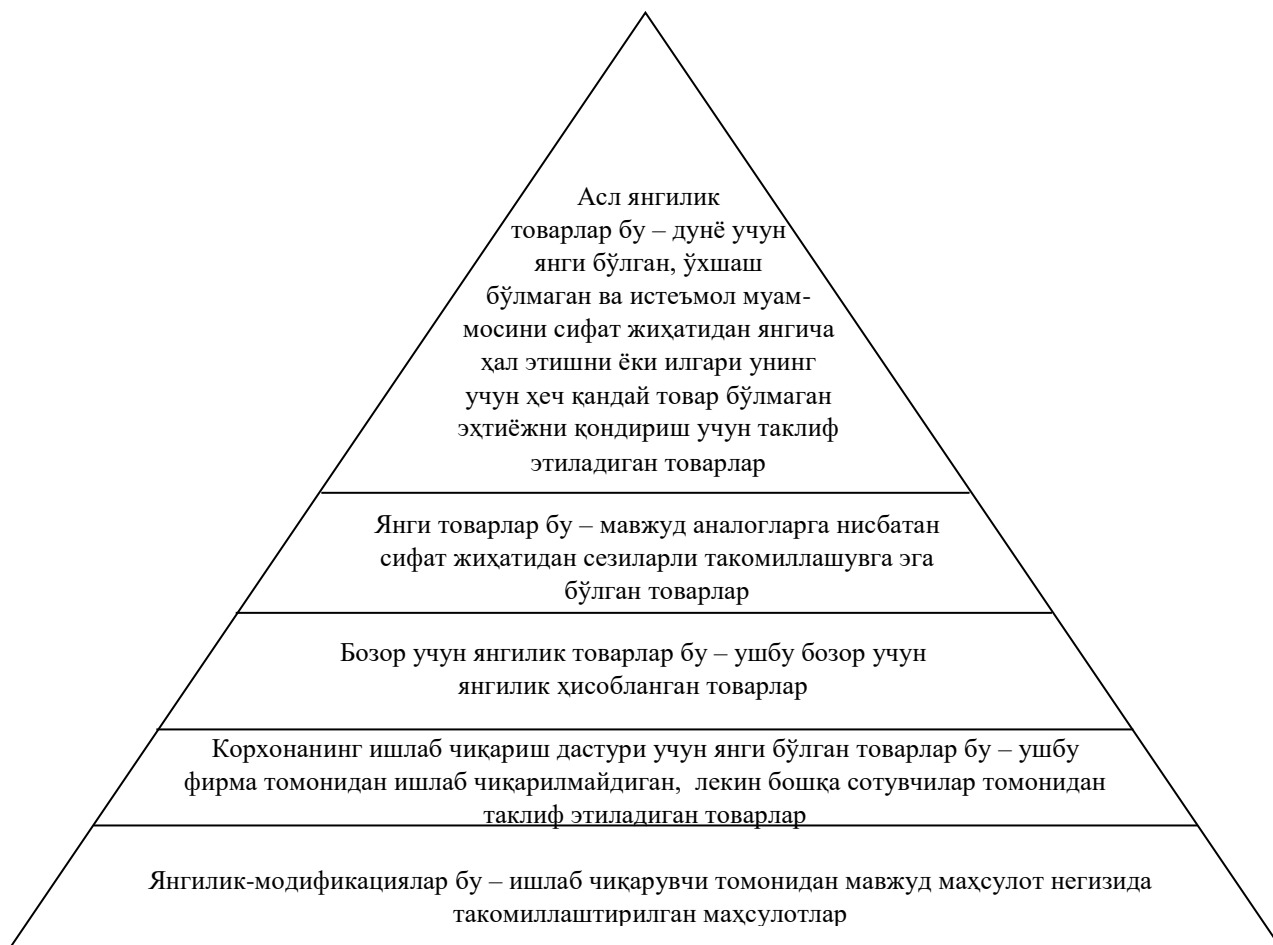 Асл янгилик
товарлар бу – дунё учун
янги бўлган, ўхшаш
бўлмаган ва истеъмол муам-
мосини сифат жиҳатидан янгича
ҳал этишни ёки илгари унинг
учун ҳеч қандай товар бўлмаган
эҳтиёжни қондириш учун таклиф
этиладиган товарлар
Янги товарлар бу – мавжуд аналогларга нисбатан
сифат жиҳатидан сезиларли такомиллашувга эга
бўлган товарлар
Бозор учун янгилик товарлар бу – ушбу бозор учун
янгилик ҳисобланган товарлар
Корхонанинг ишлаб чиқариш дастури учун янги бўлган товарлар бу – ушбу
фирма томонидан ишлаб чиқарилмайдиган, лекин бошқа сотувчилар томонидан
таклиф этиладиган товарлар
Янгилик-модификациялар бу – ишлаб чиқарувчи томонидан мавжуд маҳсулот негизида
такомиллаштирилган маҳсулотлар